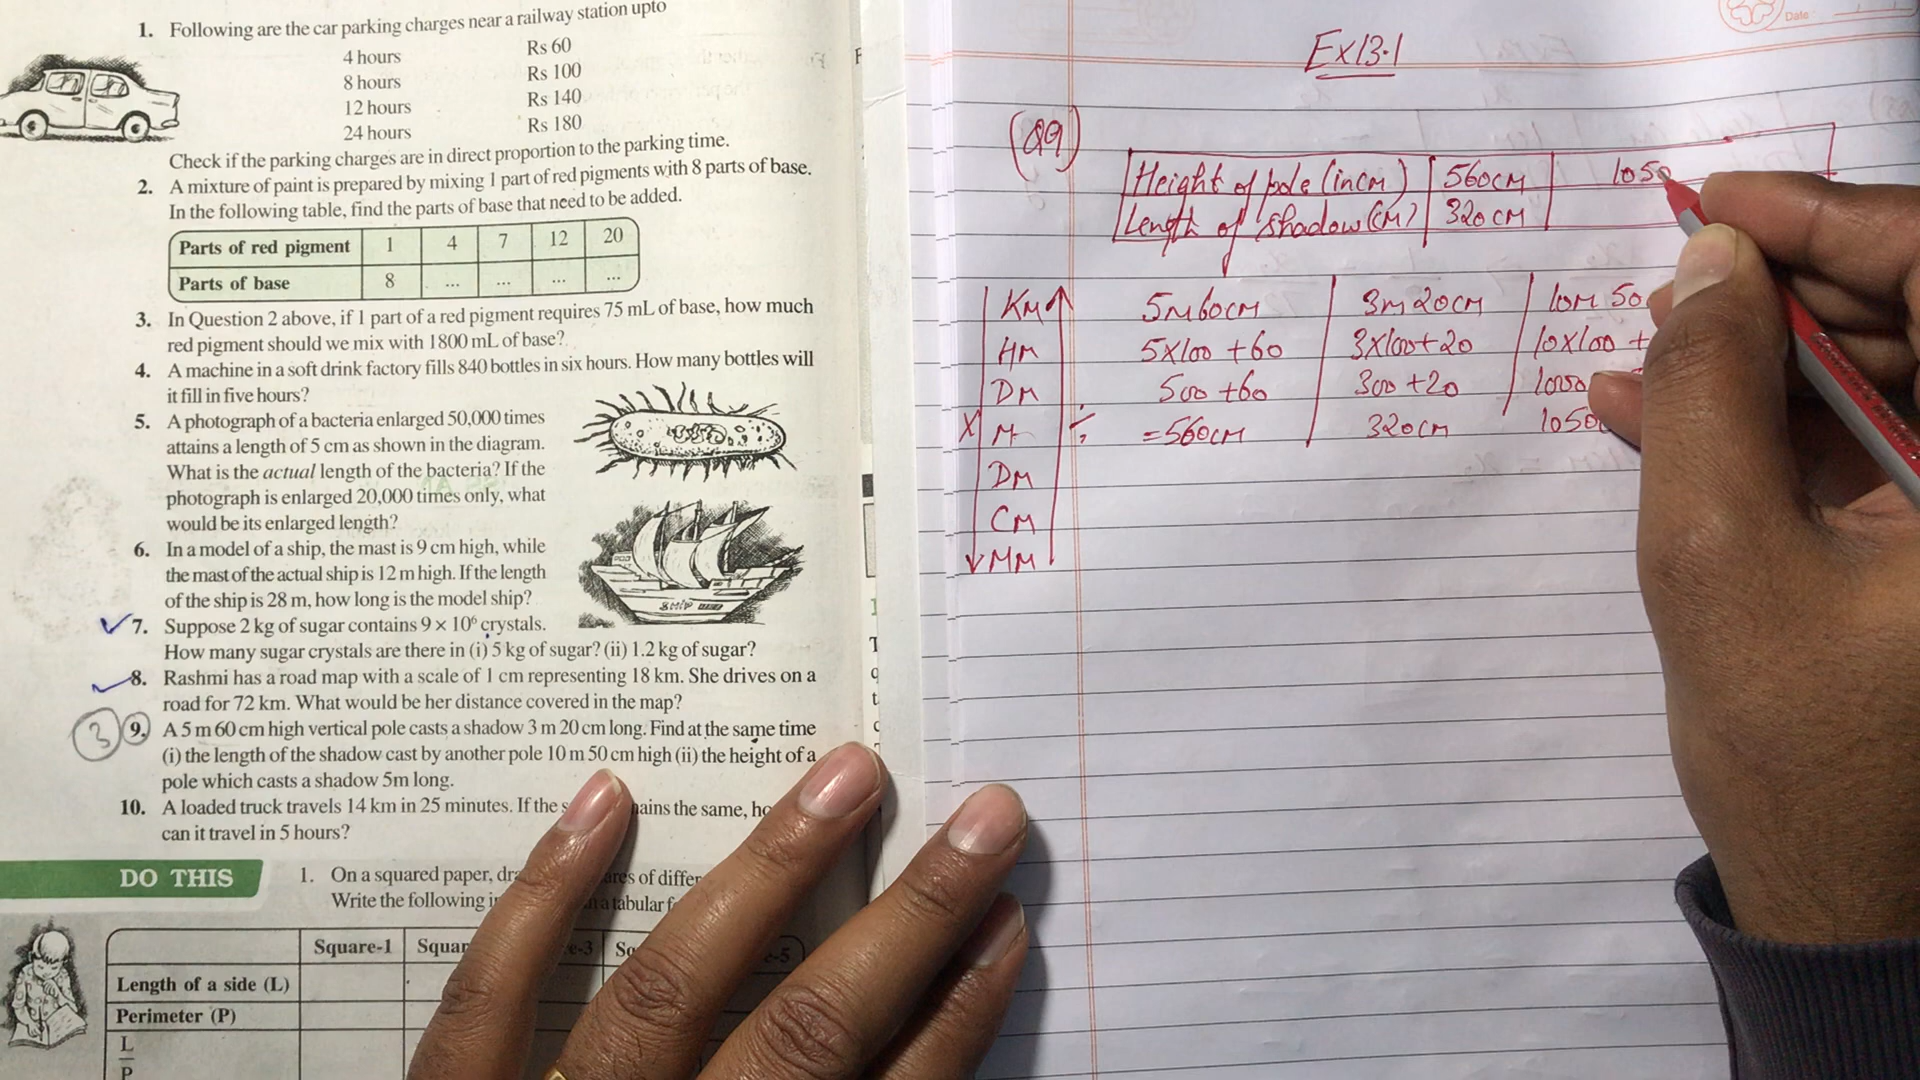 1. Following are the car parking charges near a railway station upto
4 hours Rs 60
8 hours Rs 100
12 hours Rs 140
24 hours Rs 180
Check if the parking charges are in direct proportion to the parking time.
2. A mixture of paint is prepared by mixing 1 part of red pigments with 8 parts of base.
In the following table, find the parts of base that need to be added.
Parts of red pigment 1 4 7 12 20
Parts of base 8 ... ... ... ...
3. In Question 2 above, if 1 part of a red pigment requires 75 mL of base, how much
red pigment should we mix with 1800 mL of base?
4. A machine in a soft drink factory fills 840 bottles in six hours. How many bottles will
it fill in five hours?
5. A photograph of a bacteria enlarged 50,000 times
attains a length of 5 cm as shown in the diagram.
What is the actual length of the bacteria? If the
photograph is enlarged 20,000 times only, what
would be its enlarged length?
6. In a model of a ship, the mast is 9 cm high, while
the mast of the actual ship is 12 m high. If the length
of the ship is 28 m, how long is the model ship?
7. Suppose 2 kg of sugar contains 9 × 10⁶ crystals.
How many sugar crystals are there in (i) 5 kg of sugar? (ii) 1.2 kg of sugar?
8. Rashmi has a road map with a scale of 1 cm representing 18 km. She drives on a
road for 72 km. What would be her distance covered in the map?
3 9. A 5 m 60 cm high vertical pole casts a shadow 3 m 20 cm long. Find at the same time
(i) the length of the shadow cast by another pole 10 m 50 cm high (ii) the height of a
pole which casts a shadow 5m long.
10. A loaded truck travels 14 km in 25 minutes. If the the same,
can it travel in 5 hours?
DO THIS
1. On a squared paper, of
Write the following
Square-1
Length of a side (L)
Perimeter (P)
L
P
Date :
Ex 13.1
(Q9)
Height of pole (in cm) 560 cm 1050
Length of shadow (cm) 320 cm
KM 5M 60cm 3m 20cm 10M 50
HM 5x100 + 60 3x100+20 10x100 +
DM 500 +60 300 +20 1000
X M ÷ = 560cm 320cm 1050
DM
CM
MM